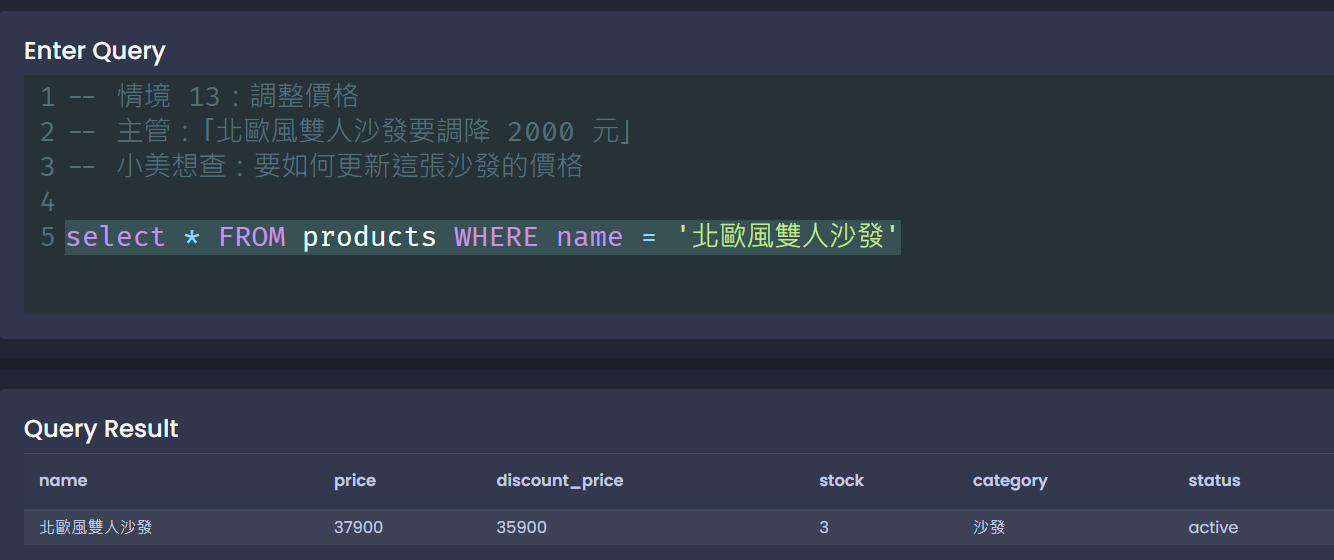 Enter Query
1 -- 情境 13：調整價格
2 -- 主管：「北歐風雙人沙發要調降 2000 元」
3 -- 小美想查：要如何更新這張沙發的價格
4
5 select * FROM products WHERE name = '北歐風雙人沙發'
Query Result
name price discount_price stock category status
北歐風雙人沙發 37900 35900 3 沙發 active